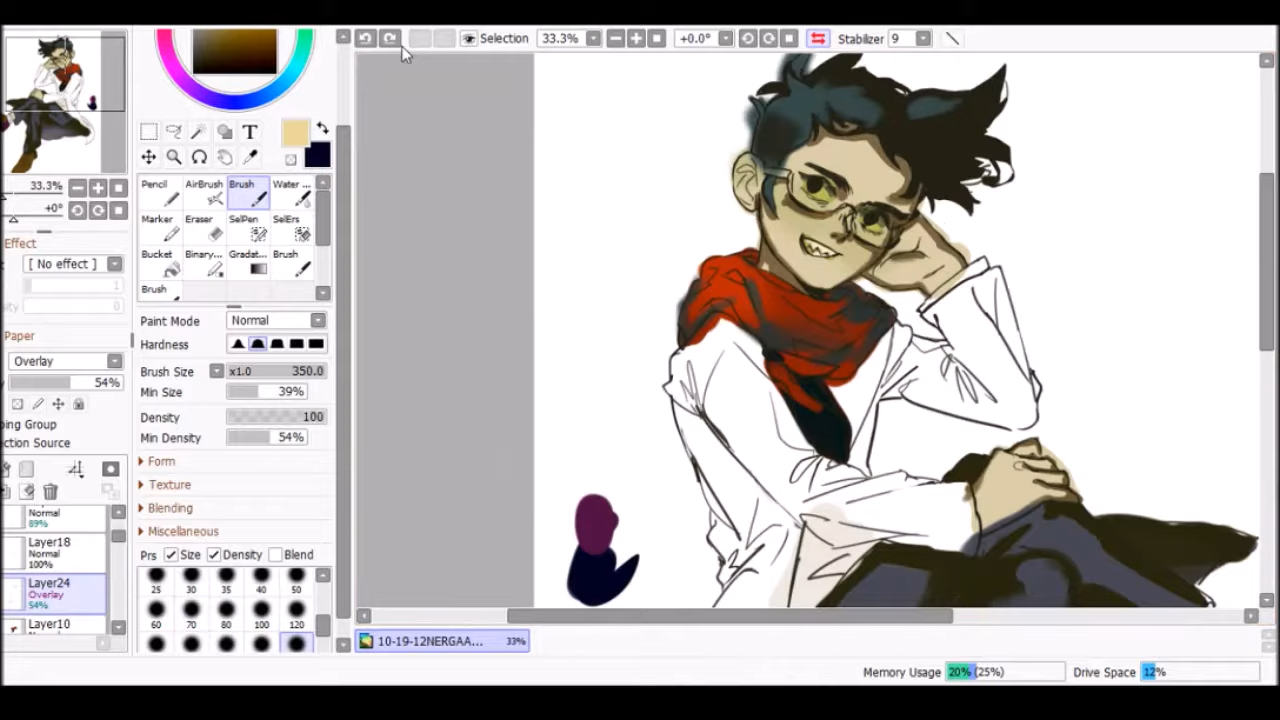 Selection 33.3% +0.0° Stabilizer 9
T
33.3%
+0°
Effect
[ No effect ]
1
Paper
Overlay
54%
Pencil AirBrush Brush Water ...
Marker Eraser SelPen SelErs
Bucket Binary... Gradat... Brush
Brush
Paint Mode Normal
Hardness
Brush Size x1.0 350.0
Min Size 39%
Density 100
Min Density 54%
Form
Texture
Blending
Miscellaneous
Prs Size Density Blend
25 30 35 40 50
60 70 80 100 120
Normal
89%
Layer18
Normal
100%
Layer24
Overlay
54%
Layer10
10-19-12NERGAA... 33%
Memory Usage 20% (25%) Drive Space 12%